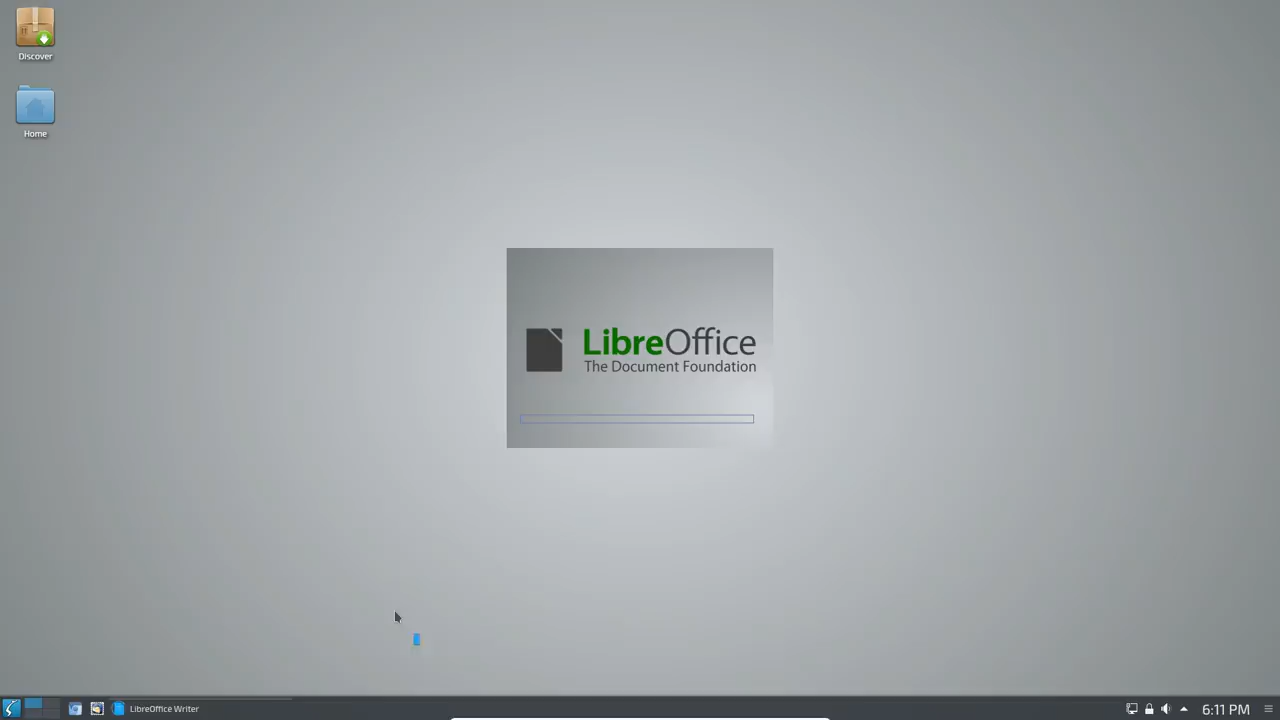 Discover
Home
LibreOffice
The Document Foundation
LibreOffice Writer
6:11 PM